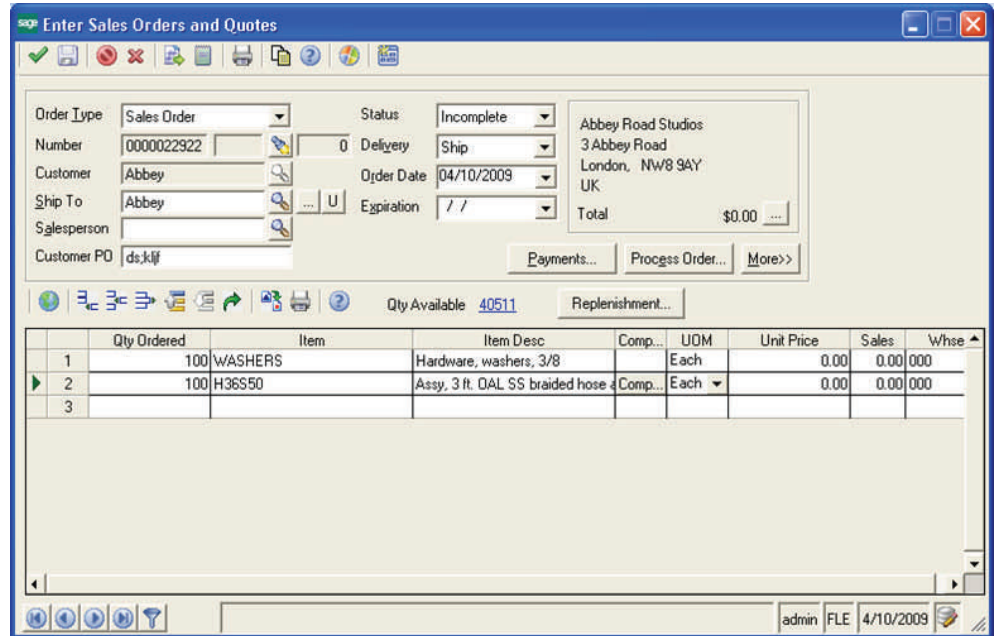 sage Enter Sales Orders and Quotes
Order Type Sales Order Status Incomplete
Number 0000022922 0 Delivery Ship
Customer Abbey Order Date 04/10/2009
Ship To Abbey ... U Expiration / /
Salesperson
Customer PO ds;kljf
Abbey Road Studios
3 Abbey Road
London, NW8 9AY
UK
Total $0.00 ...
Payments... Process Order... More>>
Qty Available 40511 Replenishment...
Qty Ordered Item Item Desc Comp... UOM Unit Price Sales Whse
1 100 WASHERS Hardware, washers, 3/8 Each 0.00 0.00 000
2 100 H36S50 Assy, 3 ft. OAL SS braided hose Comp... Each 0.00 0.00 000
3
admin FLE 4/10/2009